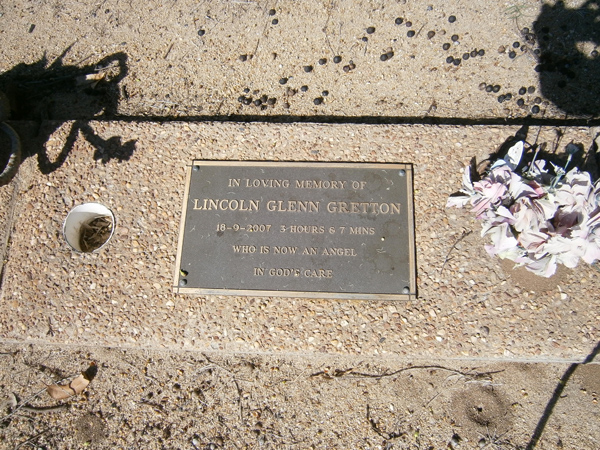 IN LOVING MEMORY OF
LINCOLN GLENN GRETTON
18-9-2007  3 HOURS & 7 MINS
WHO IS NOW AN ANGEL
IN GOD'S CARE